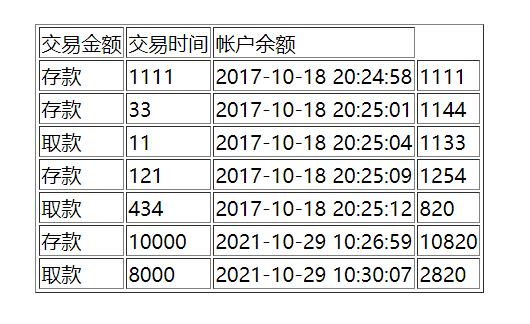 交易金额 交易时间 帐户余额
存款 1111 2017-10-18 20:24:58 1111
存款 33 2017-10-18 20:25:01 1144
取款 11 2017-10-18 20:25:04 1133
存款 121 2017-10-18 20:25:09 1254
取款 434 2017-10-18 20:25:12 820
存款 10000 2021-10-29 10:26:59 10820
取款 8000 2021-10-29 10:30:07 2820